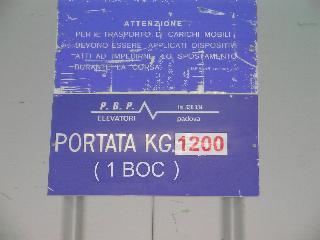 ATTENZIONE
PER IL TRASPORTO DI CARICHI MOBILI
DEVONO ESSERE APPLICATI DISPOSITIVI
ATTI AD IMPEDIRNE LO SPOSTAMENTO
DURANTE LA CORSA
P.B.P.
ELEVATORI padova
PORTATA KG.1200
( 1 BOC )